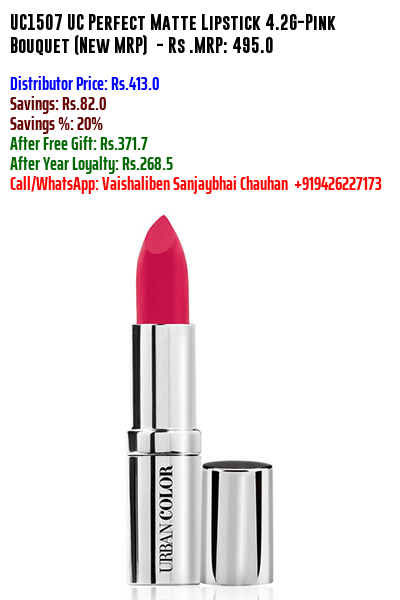 UC1507 UC Perfect Matte Lipstick 4.2G-Pink
Bouquet (New MRP) - Rs .MRP: 495.0
Distributor Price: Rs.413.0
Savings: Rs.82.0
Savings %: 20%
After Free Gift: Rs.371.7
After Year Loyalty: Rs.268.5
Call/WhatsApp: Vaishaliben Sanjaybhai Chauhan +919426227173
URBAN COLOR